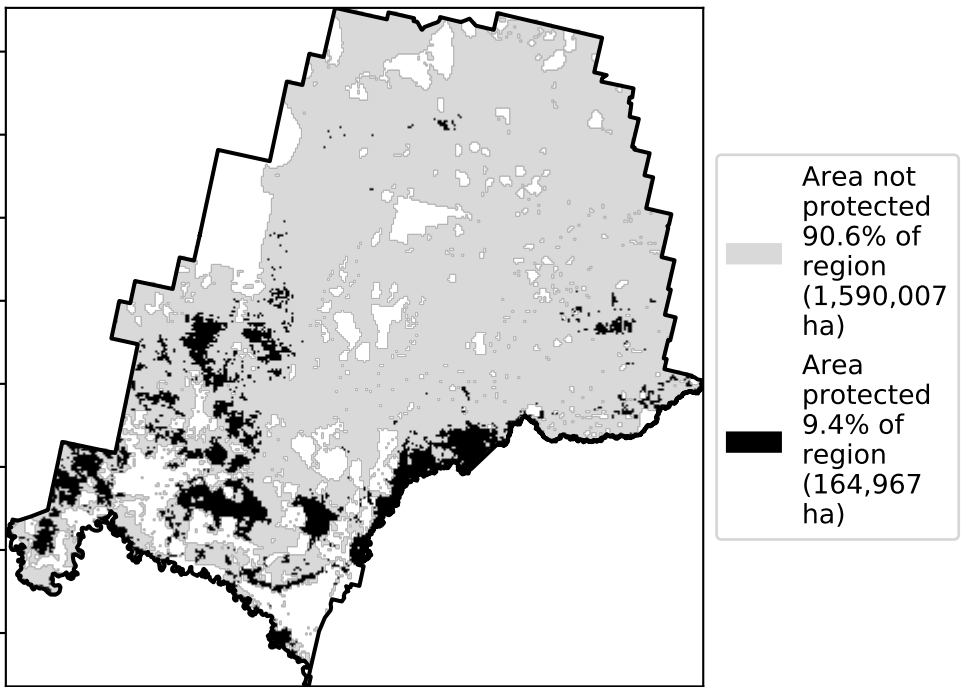 Area not
protected
90.6% of
region
(1,590,007
ha)
Area
protected
9.4% of
region
(164,967
ha)